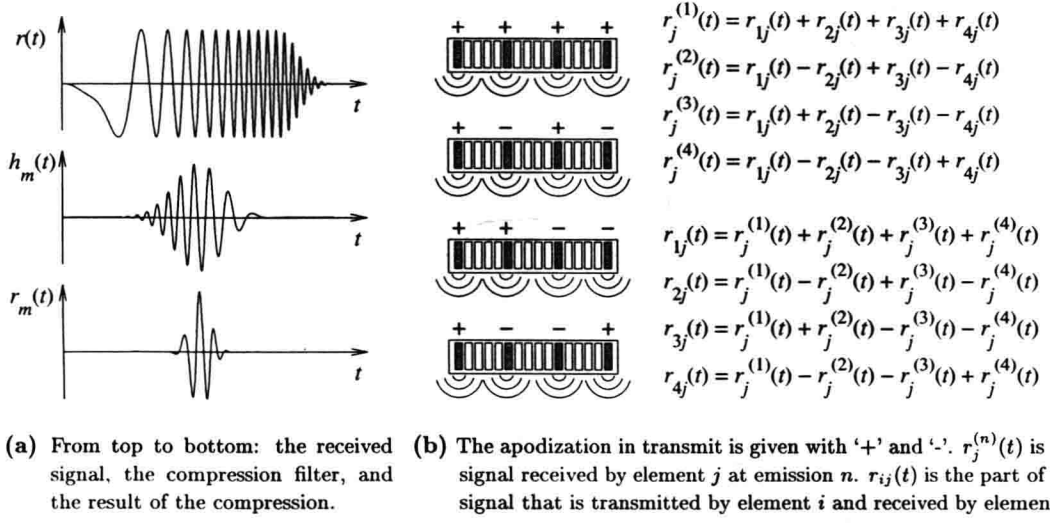 r(t)
t
h_m(t)
t
r_m(t)
t
+ + + +
+ − + −
+ + − −
+ − − +
r_j^(1)(t) = r_1j(t) + r_2j(t) + r_3j(t) + r_4j(t)
r_j^(2)(t) = r_1j(t) − r_2j(t) + r_3j(t) − r_4j(t)
r_j^(3)(t) = r_1j(t) + r_2j(t) − r_3j(t) − r_4j(t)
r_j^(4)(t) = r_1j(t) − r_2j(t) − r_3j(t) + r_4j(t)
r_1j(t) = r_j^(1)(t) + r_j^(2)(t) + r_j^(3)(t) + r_j^(4)(t)
r_2j(t) = r_j^(1)(t) − r_j^(2)(t) + r_j^(3)(t) − r_j^(4)(t)
r_3j(t) = r_j^(1)(t) + r_j^(2)(t) − r_j^(3)(t) − r_j^(4)(t)
r_4j(t) = r_j^(1)(t) − r_j^(2)(t) − r_j^(3)(t) + r_j^(4)(t)
(a) From top to bottom: the received
signal, the compression filter, and
the result of the compression.
(b) The apodization in transmit is given with '+' and '-'. r_j^(n)(t) is
signal received by element j at emission n. r_ij(t) is the part of
signal that is transmitted by element i and received by elemen